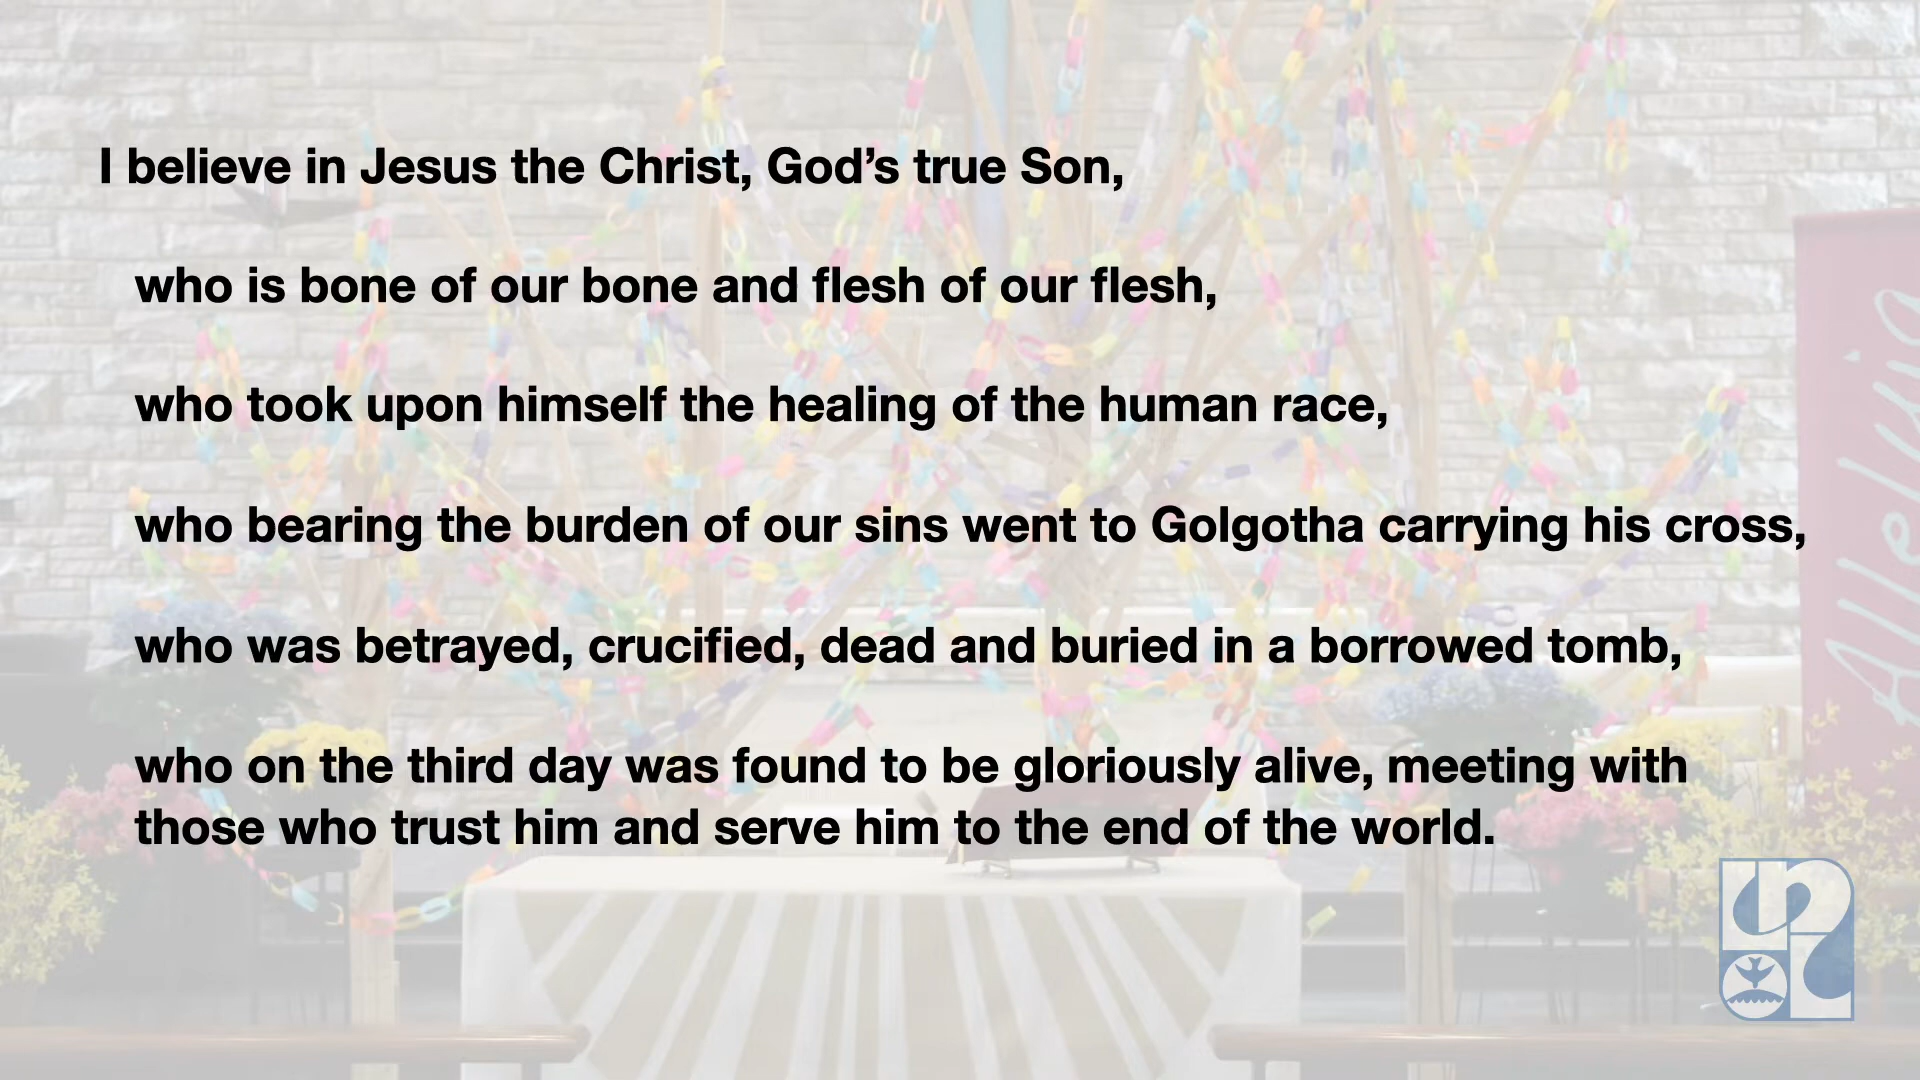 I believe in Jesus the Christ, God’s true Son,
who is bone of our bone and flesh of our flesh,
who took upon himself the healing of the human race,
who bearing the burden of our sins went to Golgotha carrying his cross,
who was betrayed, crucified, dead and buried in a borrowed tomb,
who on the third day was found to be gloriously alive, meeting with
those who trust him and serve him to the end of the world.
Alleluia